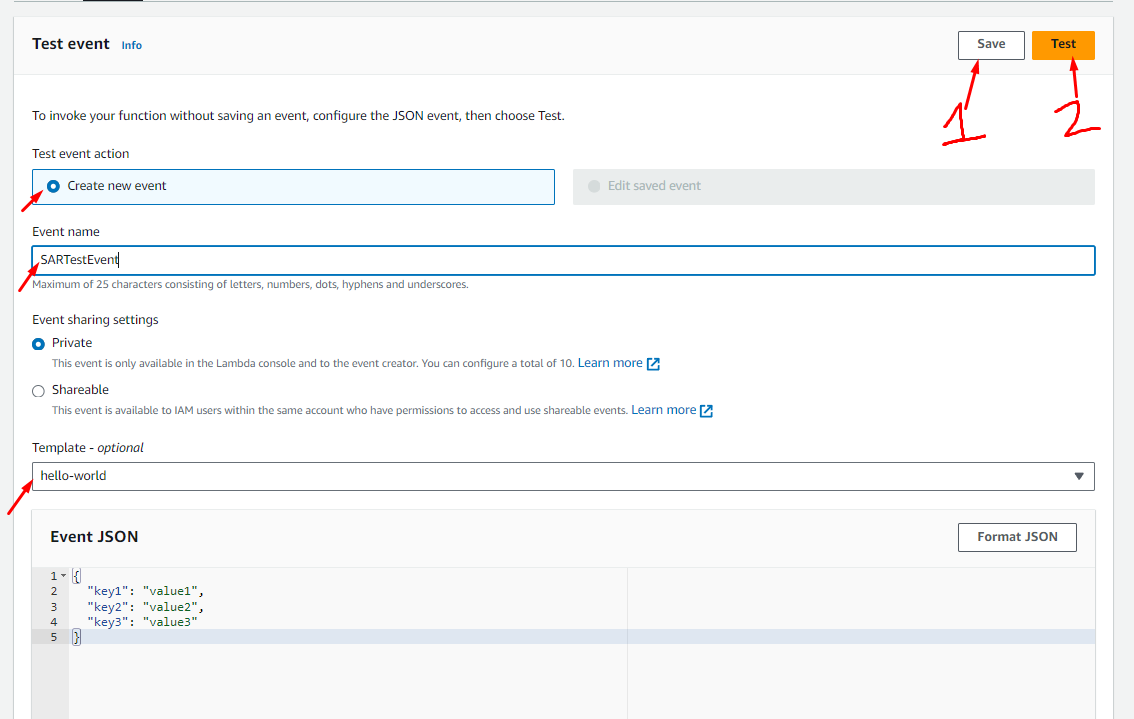 Test event Info Save Test
1 2
To invoke your function without saving an event, configure the JSON event, then choose Test.
Test event action
Create new event Edit saved event
Event name
SARTestEvent
Maximum of 25 characters consisting of letters, numbers, dots, hyphens and underscores.
Event sharing settings
Private
This event is only available in the Lambda console and to the event creator. You can configure a total of 10. Learn more
Shareable
This event is available to IAM users within the same account who have permissions to access and use shareable events. Learn more
Template - optional
hello-world
Event JSON Format JSON
1 {
2 "key1": "value1",
3 "key2": "value2",
4 "key3": "value3"
5 }